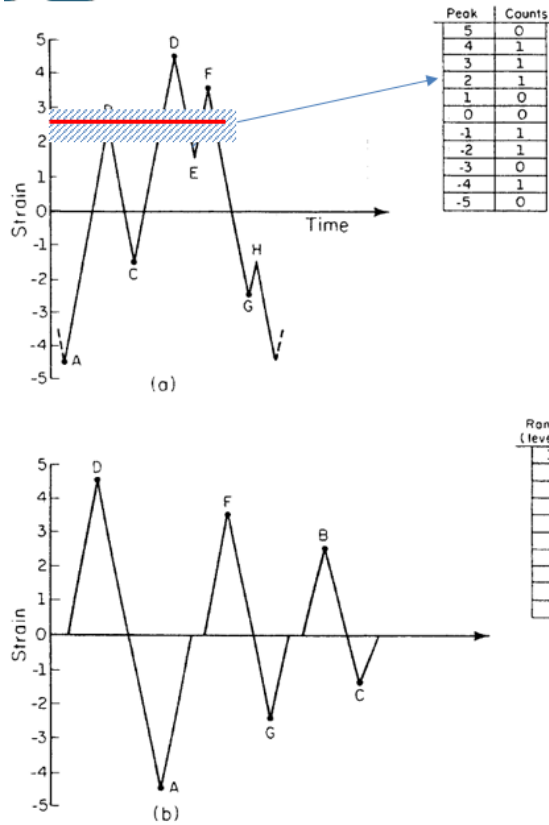 Peak Counts
5 0
4 1
3 1
2 1
1 0
0 0
-1 1
-2 1
-3 0
-4 1
-5 0
5
4
3
2
1
0
-1
-2
-3
-4
-5
Strain
Time
D
F
E
C
H
G
A
(a)
5
4
3
2
1
0
-1
-2
-3
-4
-5
Strain
D
F
B
C
G
A
(b)